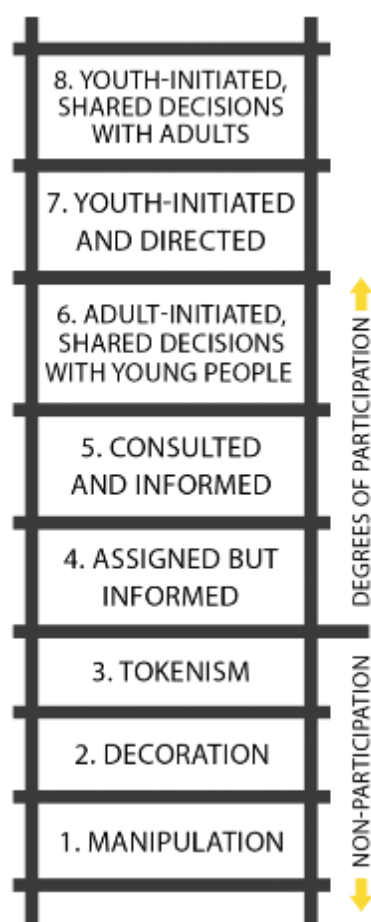 8. YOUTH-INITIATED,
SHARED DECISIONS
WITH ADULTS
7. YOUTH-INITIATED
AND DIRECTED
6. ADULT-INITIATED,
SHARED DECISIONS
WITH YOUNG PEOPLE
5. CONSULTED
AND INFORMED
4. ASSIGNED BUT
INFORMED
3. TOKENISM
2. DECORATION
1. MANIPULATION
DEGREES OF PARTICIPATION
NON-PARTICIPATION